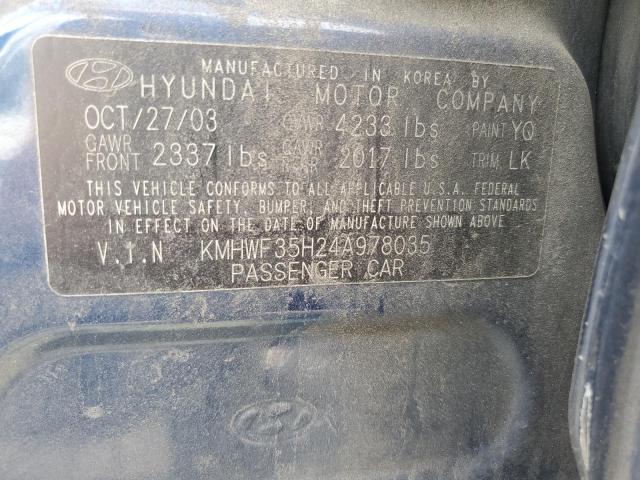 MANUFACTURED IN KOREA BY
HYUNDAI MOTOR COMPANY
OCT/27/03 GVWR 4233 lbs PAINT YQ
GAWR FRONT 2337 lbs GAWR REAR 2017 lbs TRIM LK
THIS VEHICLE CONFORMS TO ALL APPLICABLE U.S.A. FEDERAL
MOTOR VEHICLE SAFETY, BUMPER, AND THEFT PREVENTION STANDARDS
IN EFFECT ON THE DATE OF MANUFACTURE SHOWN ABOVE.
V.I.N KMHWF35H24A978035
PASSENGER CAR